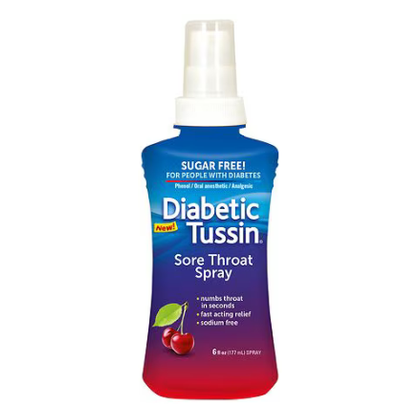 SUGAR FREE!
FOR PEOPLE WITH DIABETES
Phenol / Oral anesthetic / Analgesic
Diabetic
New!
Tussin®
Sore Throat
Spray
• numbs throat
in seconds
• fast acting relief
• sodium free
6 fl oz (177 mL) SPRAY